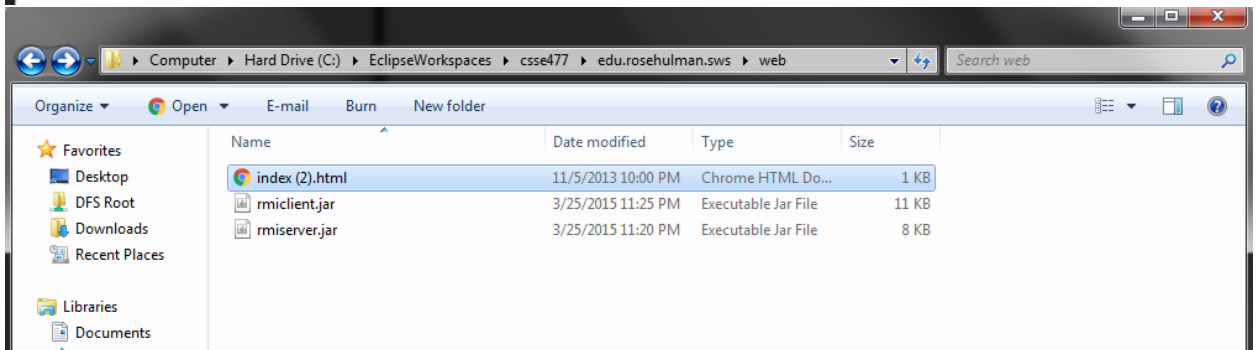 Computer ▸ Hard Drive (C:) ▸ EclipseWorkspaces ▸ csse477 ▸ edu.rosehulman.sws ▸ web Search web
Organize Open E-mail Burn New folder
Name Date modified Type Size
Favorites
Desktop
DFS Root
Downloads
Recent Places
Libraries
Documents
index (2).html 11/5/2013 10:00 PM Chrome HTML Do... 1 KB
rmiclient.jar 3/25/2015 11:25 PM Executable Jar File 11 KB
rmiserver.jar 3/25/2015 11:20 PM Executable Jar File 8 KB